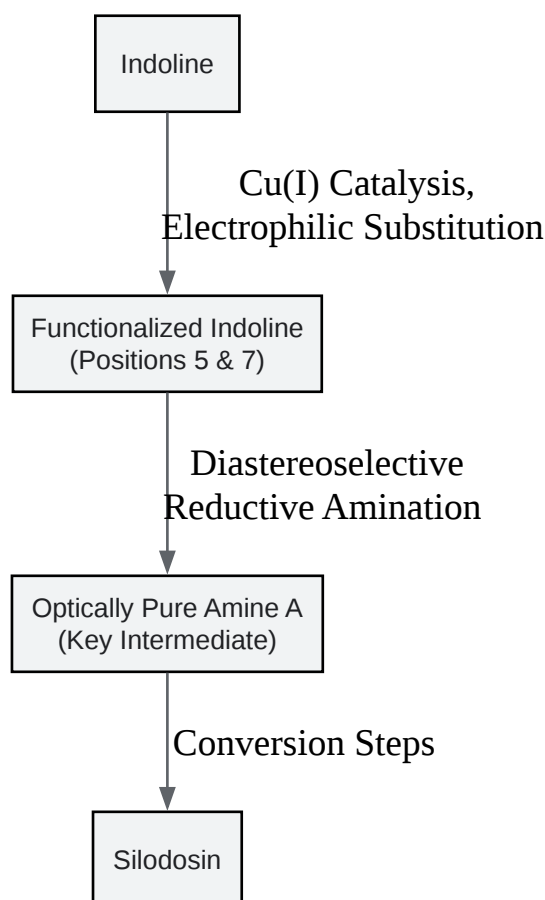 Indoline
Cu(I) Catalysis,
Electrophilic Substitution
Functionalized Indoline
(Positions 5 & 7)
Diastereoselective
Reductive Amination
Optically Pure Amine A
(Key Intermediate)
Conversion Steps
Silodosin